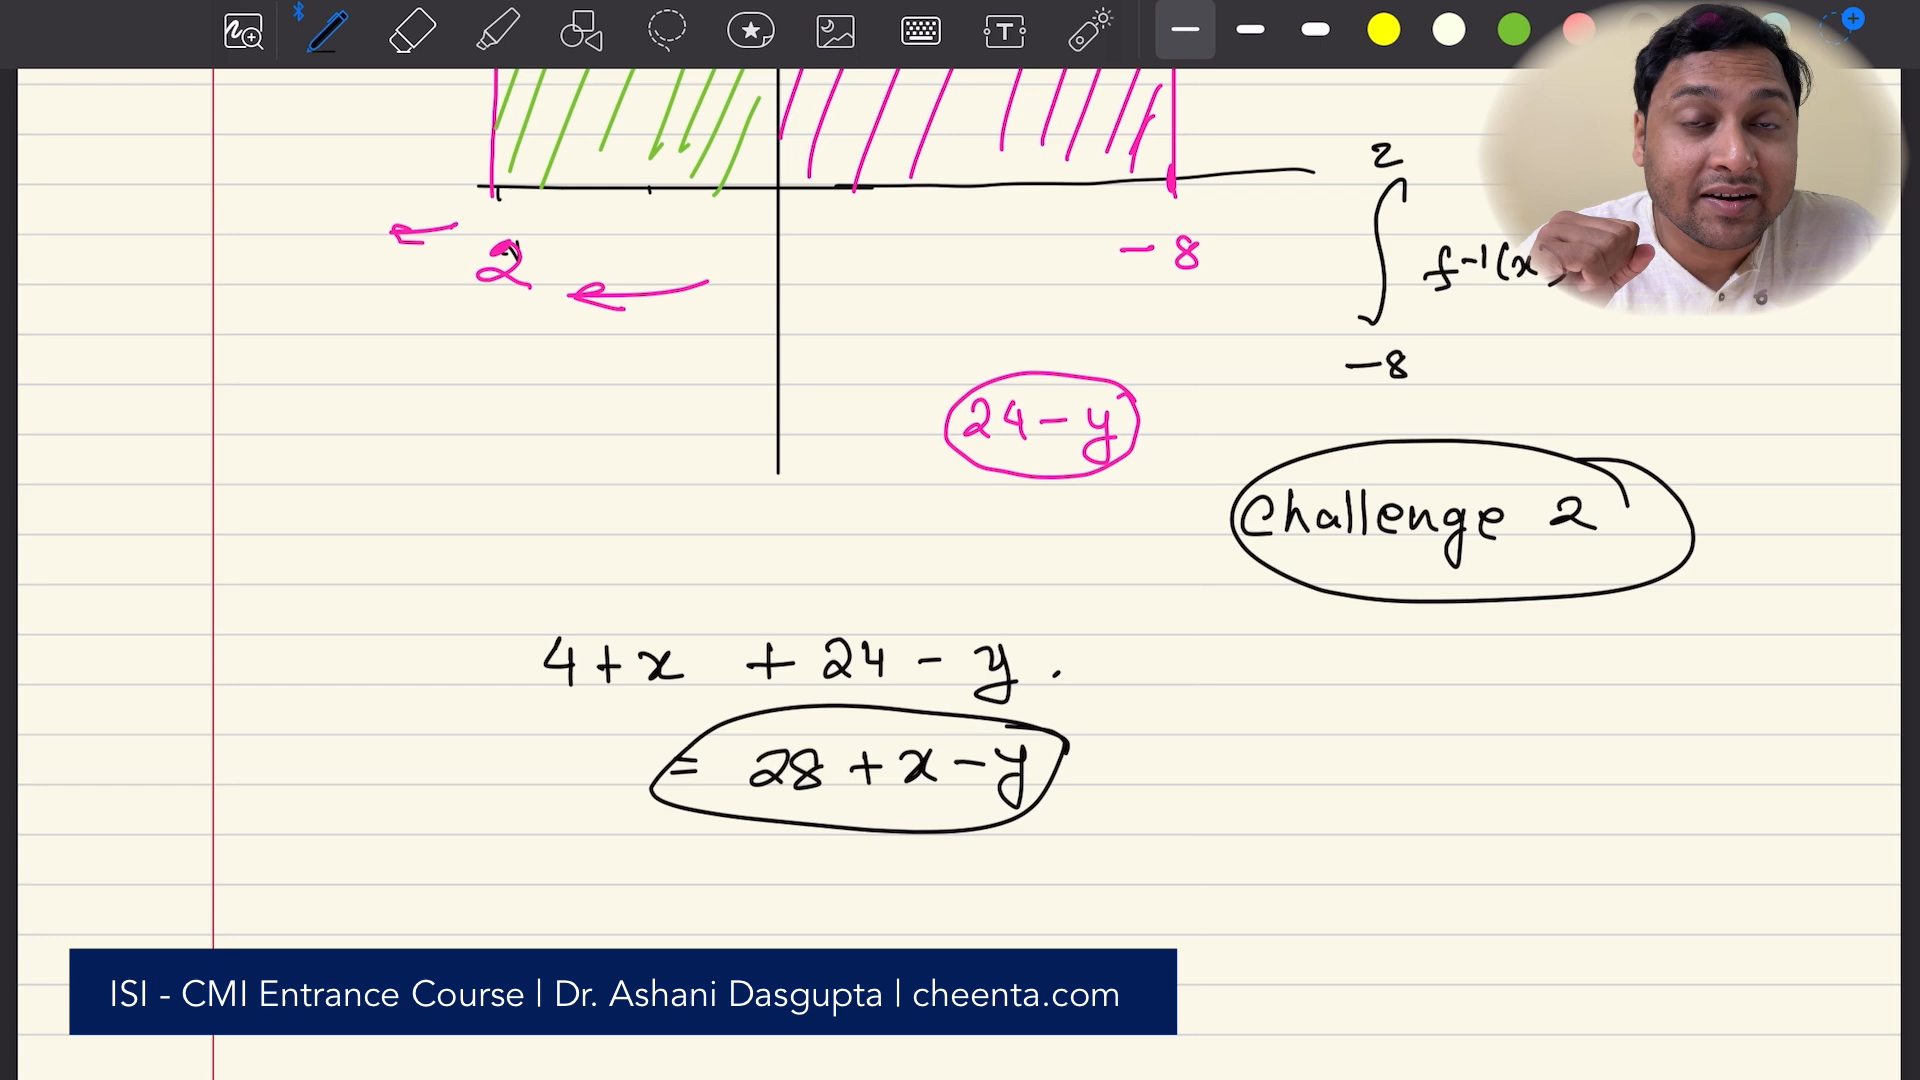 2
2
- 8
f⁻¹(x
-8
24 - y
Challenge 2
4 + x + 24 - y .
= 28 + x - y
ISI - CMI Entrance Course | Dr. Ashani Dasgupta | cheenta.com